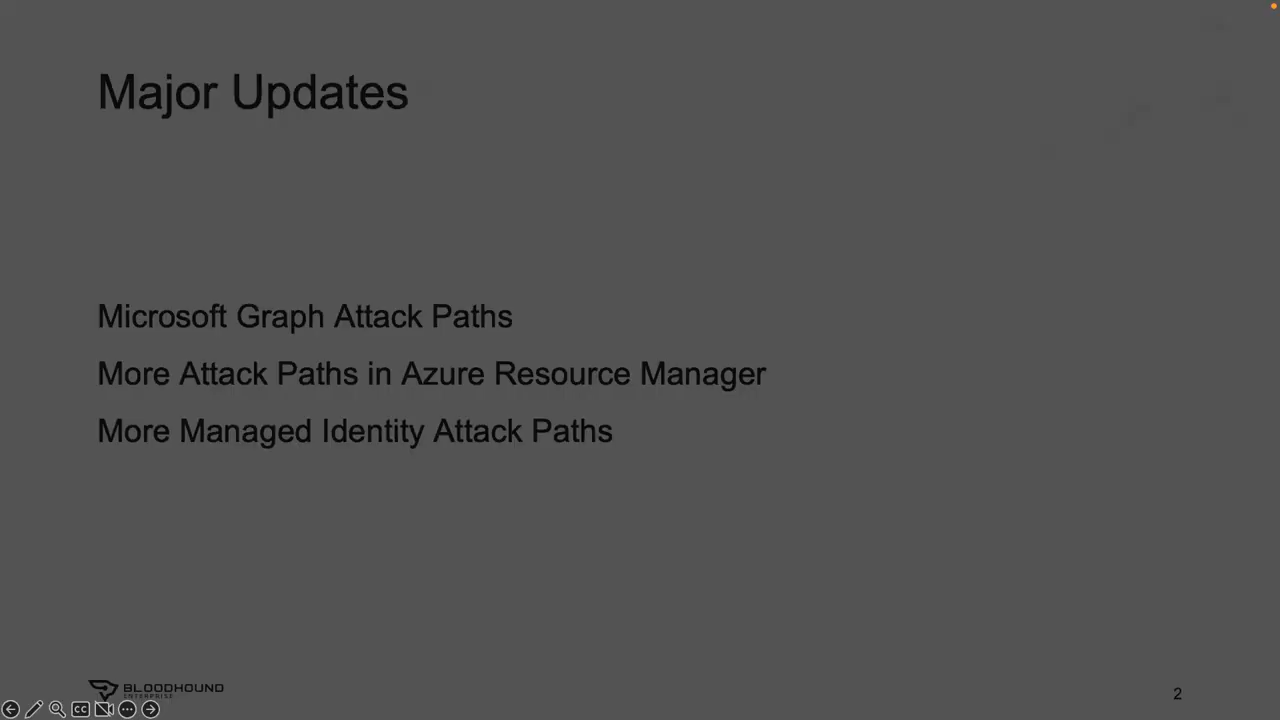 Major Updates
Microsoft Graph Attack Paths
More Attack Paths in Azure Resource Manager
More Managed Identity Attack Paths
BLOODHOUND
ENTERPRISE
2
CC